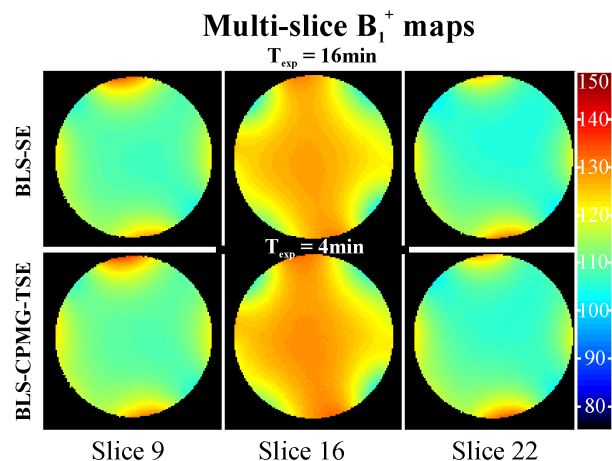 Multi-slice B₁⁺ maps
Tₑₓₚ = 16min
BLS-SE
150
140
130
120
110
100
90
80
Tₑₓₚ = 4min
BLS-CPMG-TSE
Slice 9
Slice 16
Slice 22